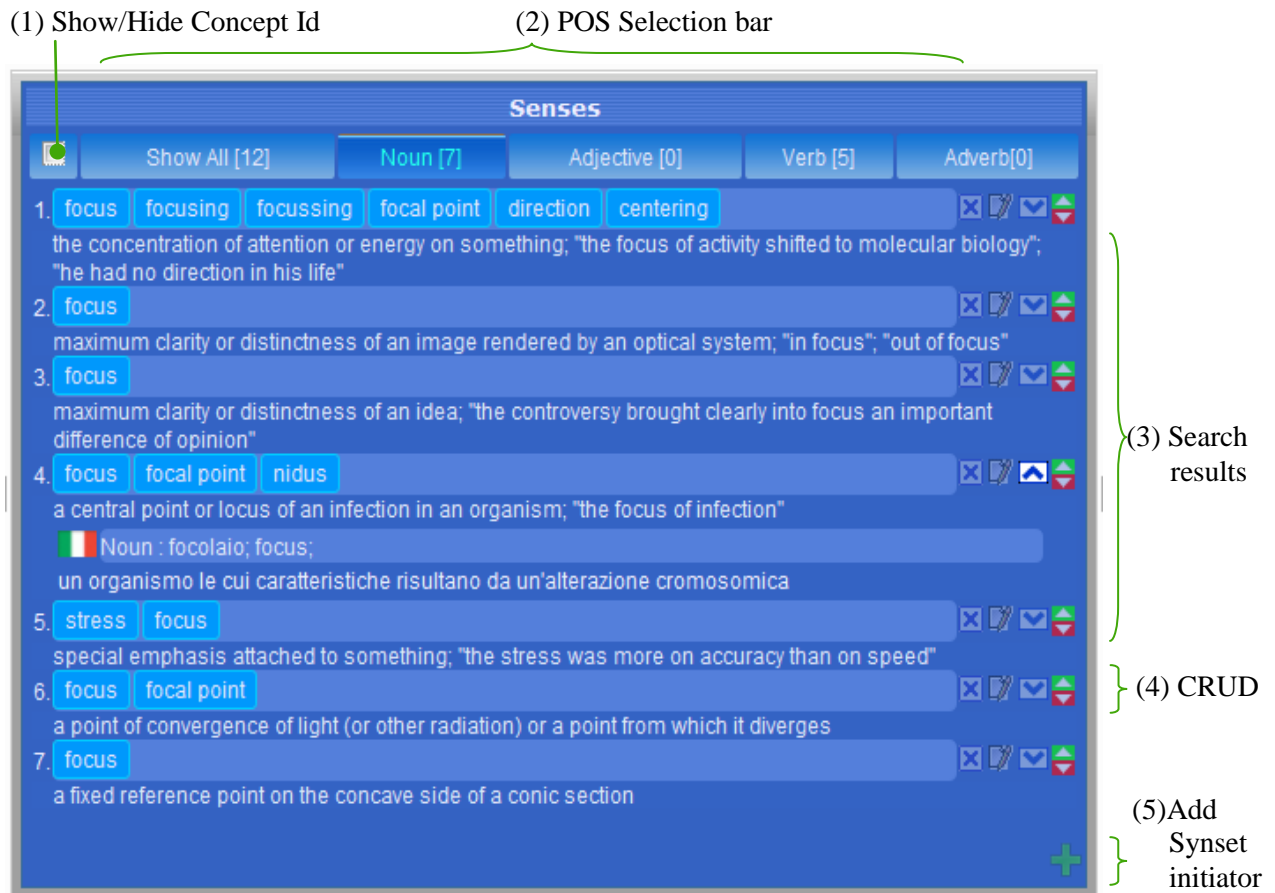 (1) Show/Hide Concept Id (2) POS Selection bar
Senses
Show All [12] Noun [7] Adjective [0] Verb [5] Adverb[0]
1. focus focusing focussing focal point direction centering
the concentration of attention or energy on something; "the focus of activity shifted to molecular biology";
"he had no direction in his life"
2. focus
maximum clarity or distinctness of an image rendered by an optical system; "in focus"; "out of focus"
3. focus
maximum clarity or distinctness of an idea; "the controversy brought clearly into focus an important
difference of opinion"
4. focus focal point nidus
a central point or locus of an infection in an organism; "the focus of infection"
Noun : focolaio; focus;
un organismo le cui caratteristiche risultano da un'alterazione cromosomica
5. stress focus
special emphasis attached to something; "the stress was more on accuracy than on speed"
6. focus focal point
a point of convergence of light (or other radiation) or a point from which it diverges
7. focus
a fixed reference point on the concave side of a conic section
(3) Search
results
(4) CRUD
(5)Add
Synset
initiator